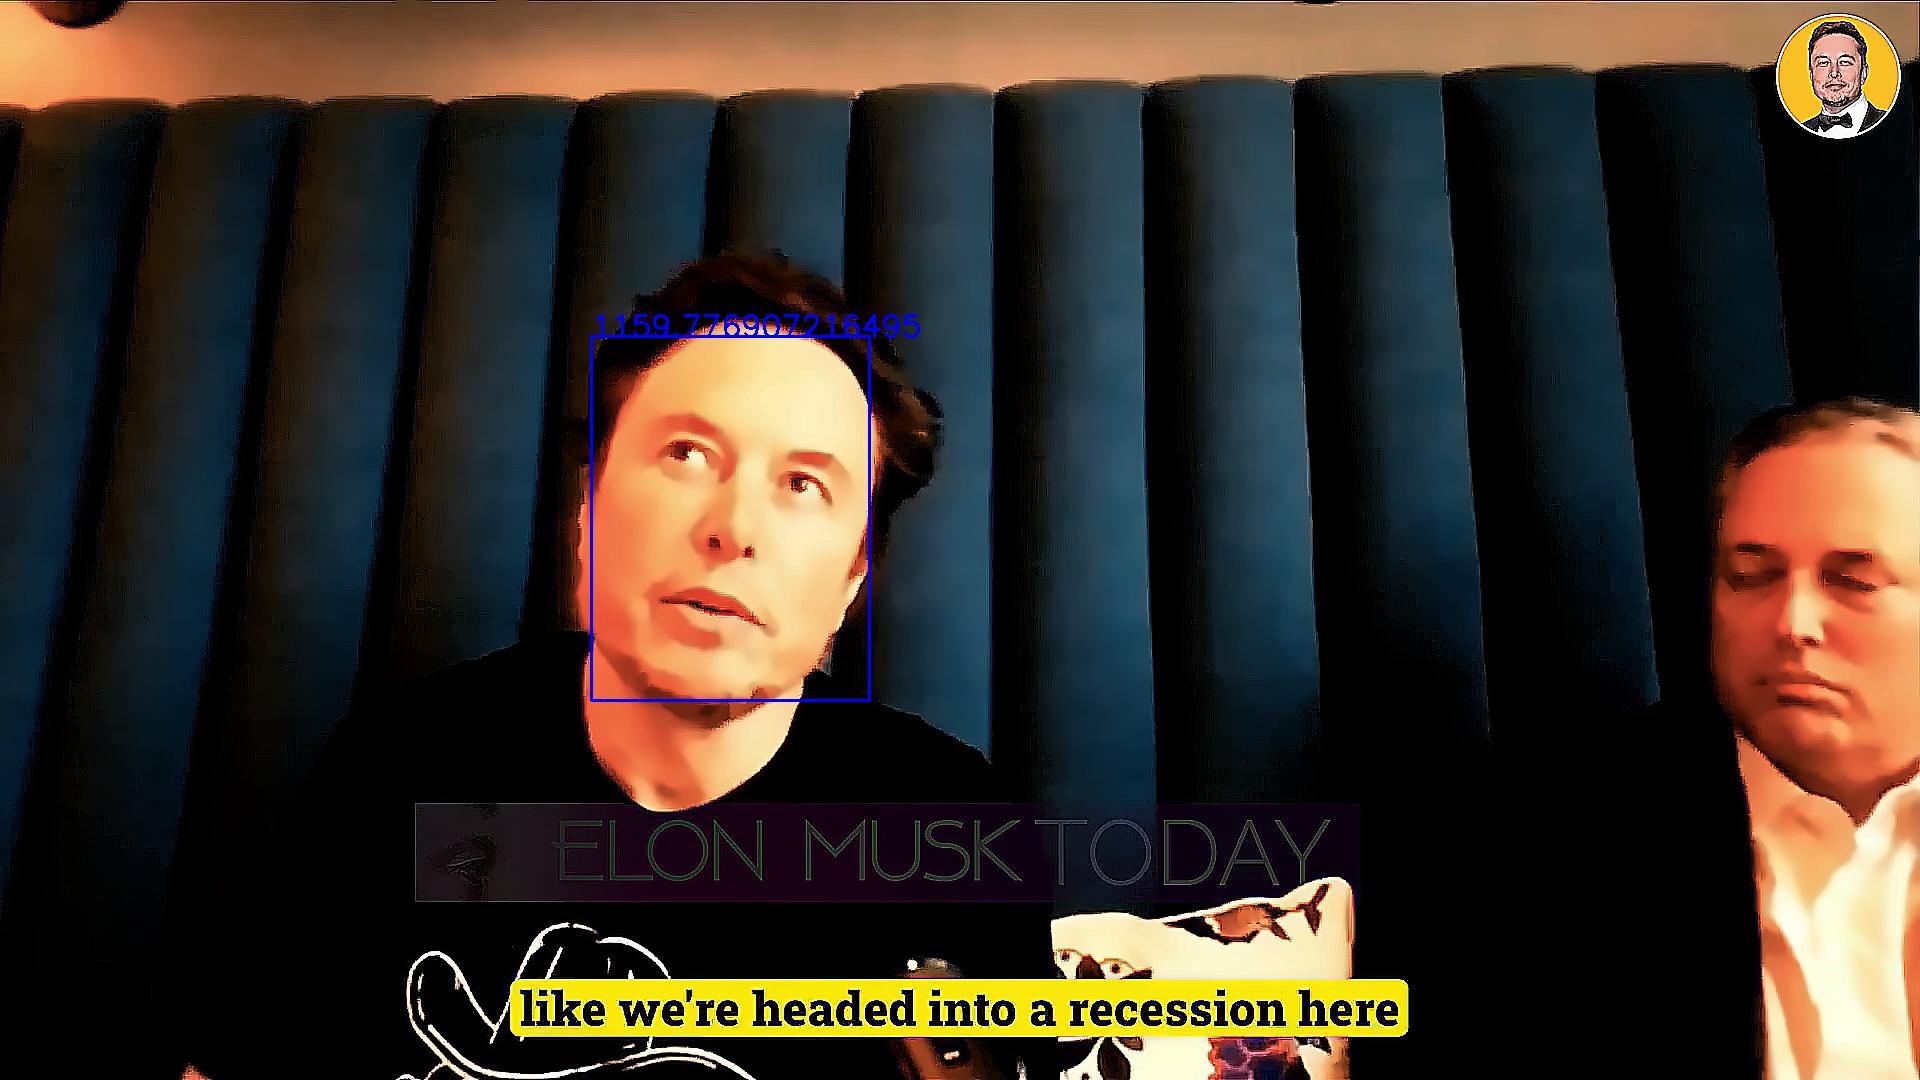 1159.776907216495
ELON MUSK TODAY
like we're headed into a recession here